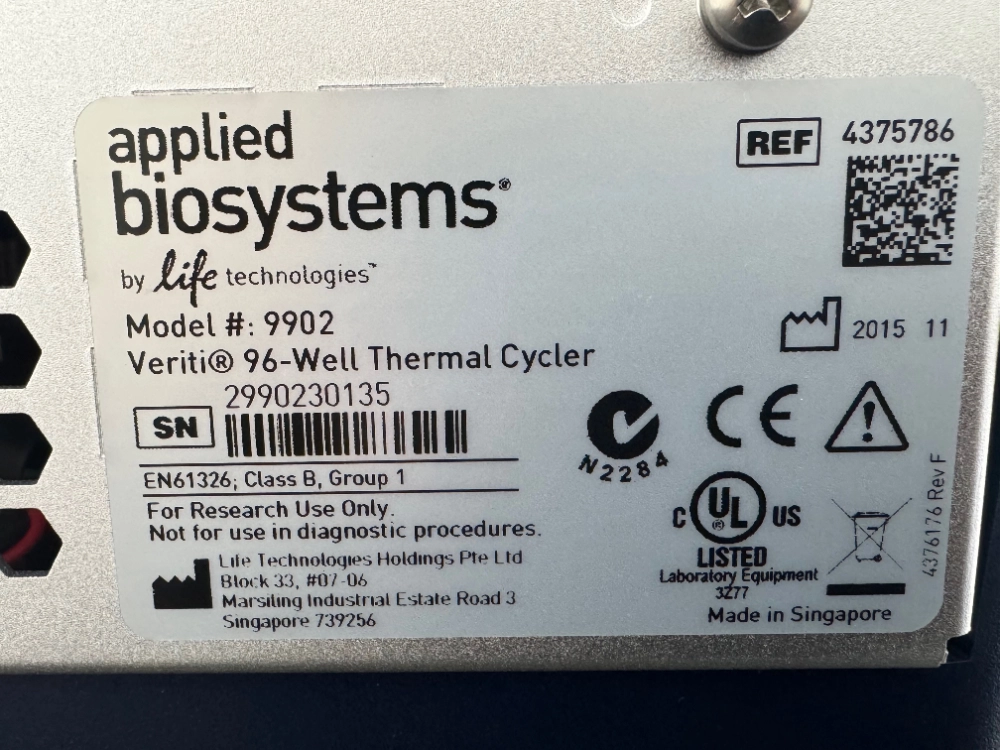 applied
biosystems®
by life technologies™
Model #: 9902
Veriti® 96-Well Thermal Cycler
2990230135
SN
EN61326; Class B, Group 1
For Research Use Only.
Not for use in diagnostic procedures.
Life Technologies Holdings Pte Ltd
Block 33, #07-06
Marsiling Industrial Estate Road 3
Singapore 739256
REF 4375786
2015 11
N2284
CE
C UL® US
LISTED
Laboratory Equipment
3Z77
Made in Singapore
4376176 Rev F